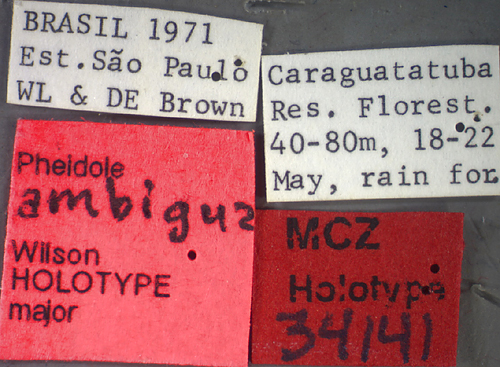 BRASIL 1971
Est.São Paulo
WL & DE Brown
Caraguatatuba
Res. Florest.
40-80m, 18-22
May, rain for
Pheidole
ambigua
Wilson
HOLOTYPE
major
MCZ
Holotype
34141